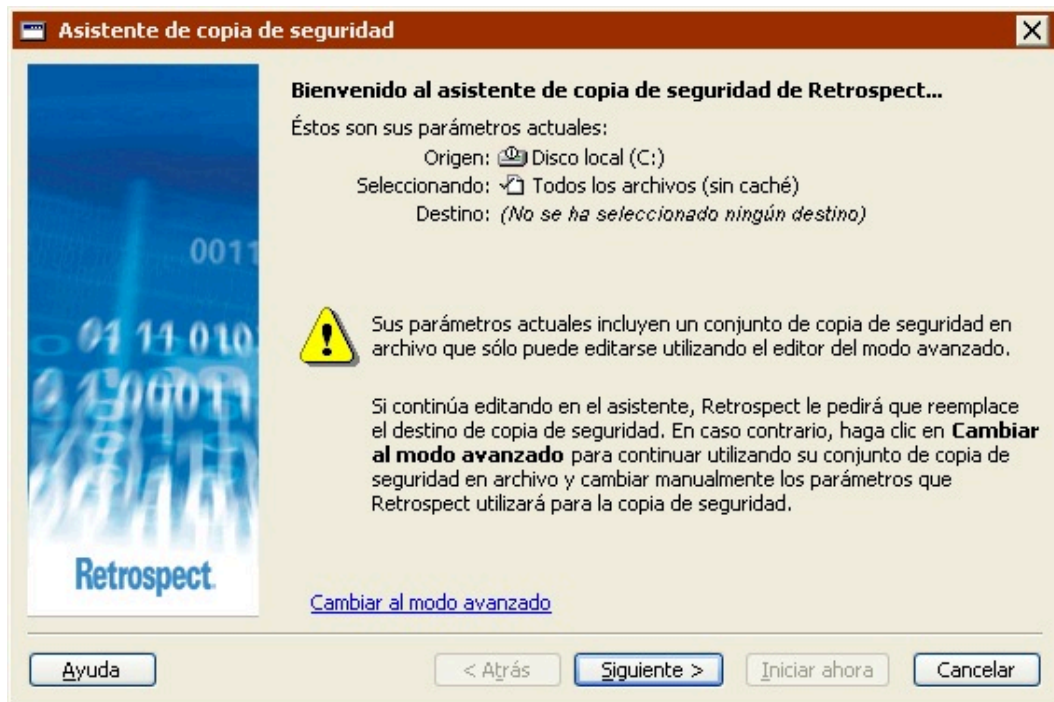 Asistente de copia de seguridad
Bienvenido al asistente de copia de seguridad de Retrospect...
Éstos son sus parámetros actuales:
Origen: Disco local (C:)
Seleccionando: Todos los archivos (sin caché)
Destino: (No se ha seleccionado ningún destino)
0011
Sus parámetros actuales incluyen un conjunto de copia de seguridad en
archivo que sólo puede editarse utilizando el editor del modo avanzado.
Si continúa editando en el asistente, Retrospect le pedirá que reemplace
el destino de copia de seguridad. En caso contrario, haga clic en Cambiar
al modo avanzado para continuar utilizando su conjunto de copia de
seguridad en archivo y cambiar manualmente los parámetros que
Retrospect utilizará para la copia de seguridad.
Retrospect.
Cambiar al modo avanzado
Ayuda
< Atrás
Siguiente >
Iniciar ahora
Cancelar